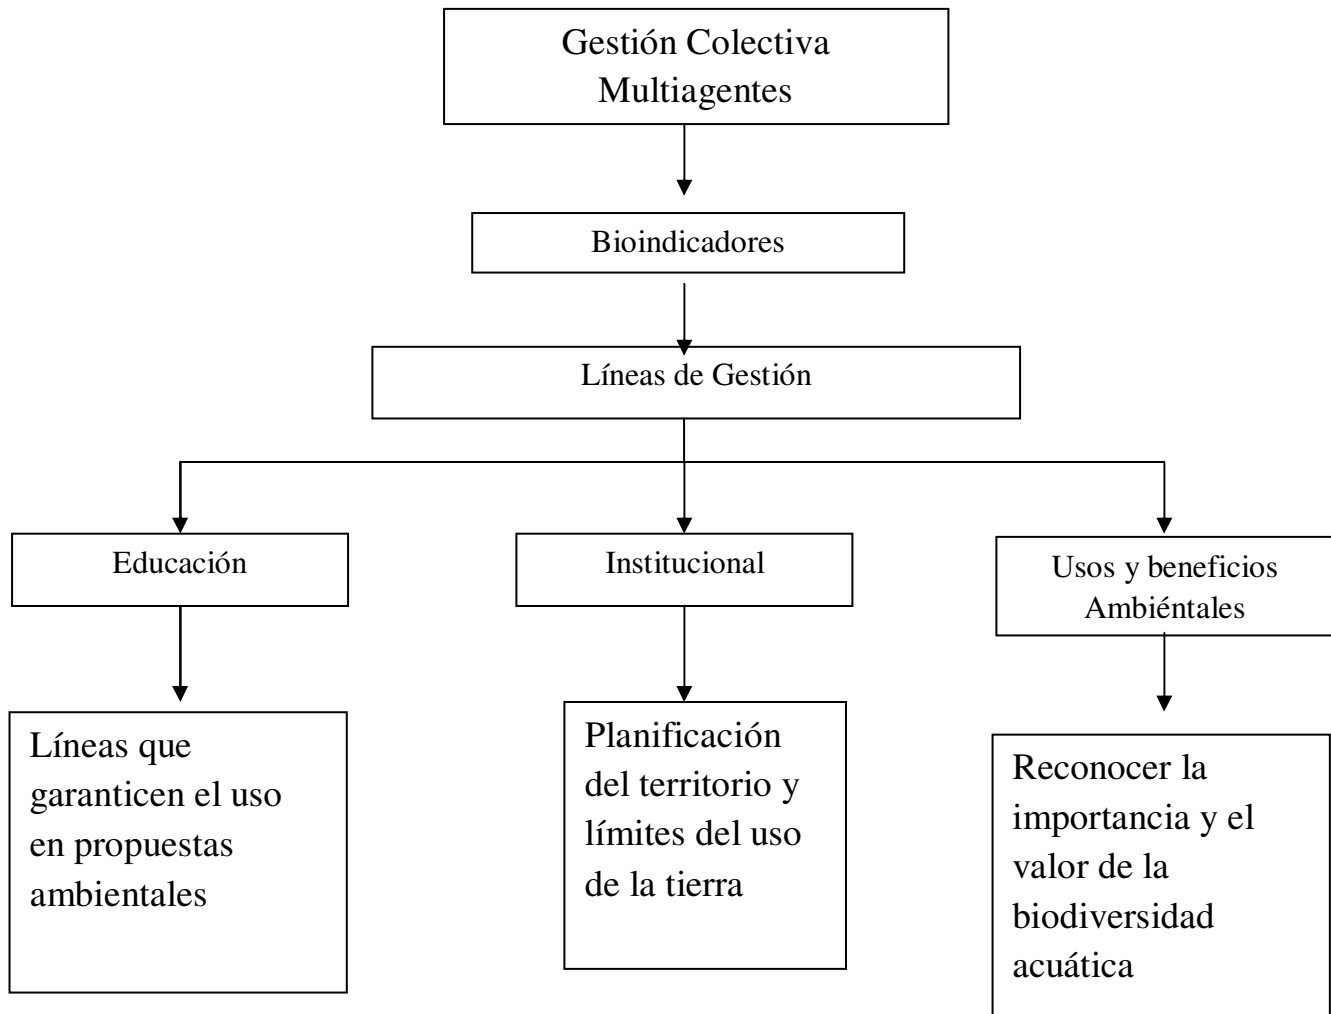 Gestión Colectiva
Multiagentes
Bioindicadores
Líneas de Gestión
Educación
Institucional
Usos y beneficios
Ambiéntales
Líneas que
garanticen el uso
en propuestas
ambientales
Planificación
del territorio y
límites del uso
de la tierra
Reconocer la
importancia y el
valor de la
biodiversidad
acuática